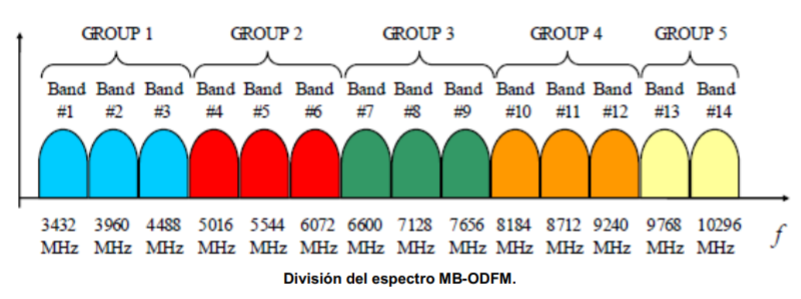 GROUP 1 GROUP 2 GROUP 3 GROUP 4 GROUP 5
Band Band Band Band Band Band Band Band Band Band Band Band Band Band
#1 #2 #3 #4 #5 #6 #7 #8 #9 #10 #11 #12 #13 #14
3432 3960 4488 5016 5544 6072 6600 7128 7656 8184 8712 9240 9768 10296
MHz MHz MHz MHz MHz MHz MHz MHz MHz MHz MHz MHz MHz MHz
f
División del espectro MB-ODFM.